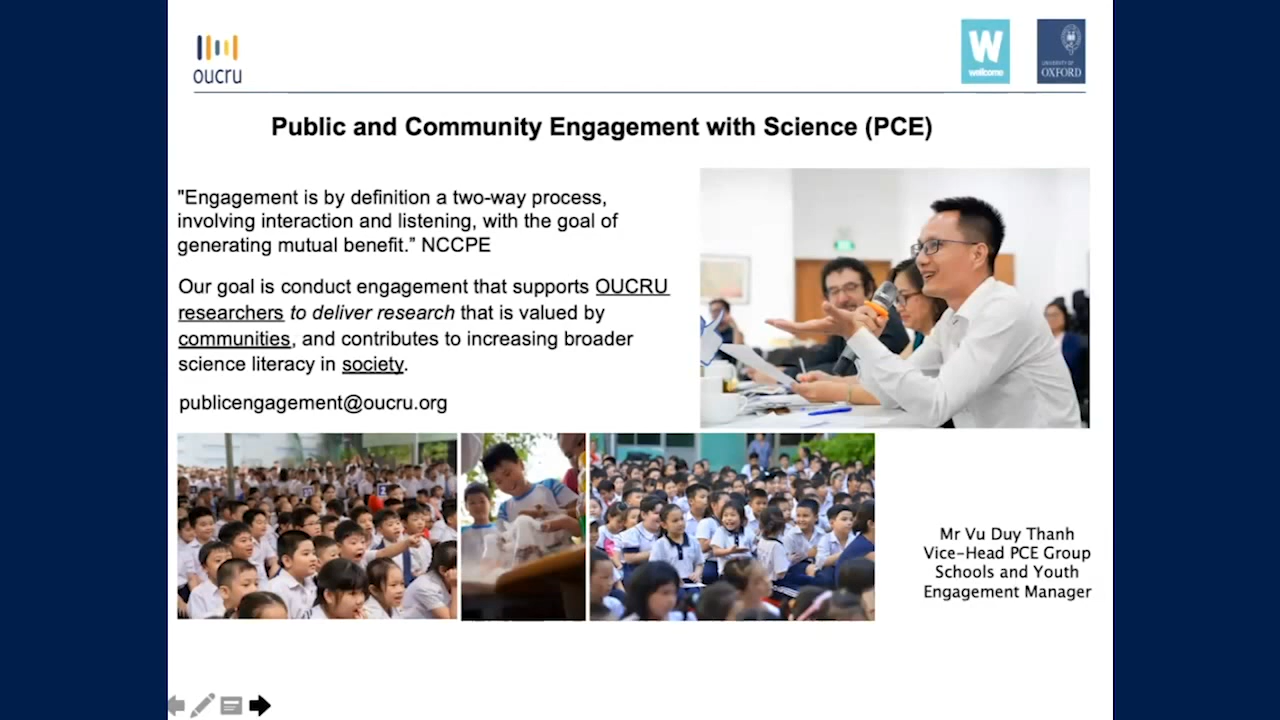 oucru
W
wellcome
UNIVERSITY OF
OXFORD
Public and Community Engagement with Science (PCE)
"Engagement is by definition a two-way process,
involving interaction and listening, with the goal of
generating mutual benefit.” NCCPE
Our goal is conduct engagement that supports OUCRU
researchers to deliver research that is valued by
communities, and contributes to increasing broader
science literacy in society.
publicengagement@oucru.org
Mr Vu Duy Thanh
Vice-Head PCE Group
Schools and Youth
Engagement Manager